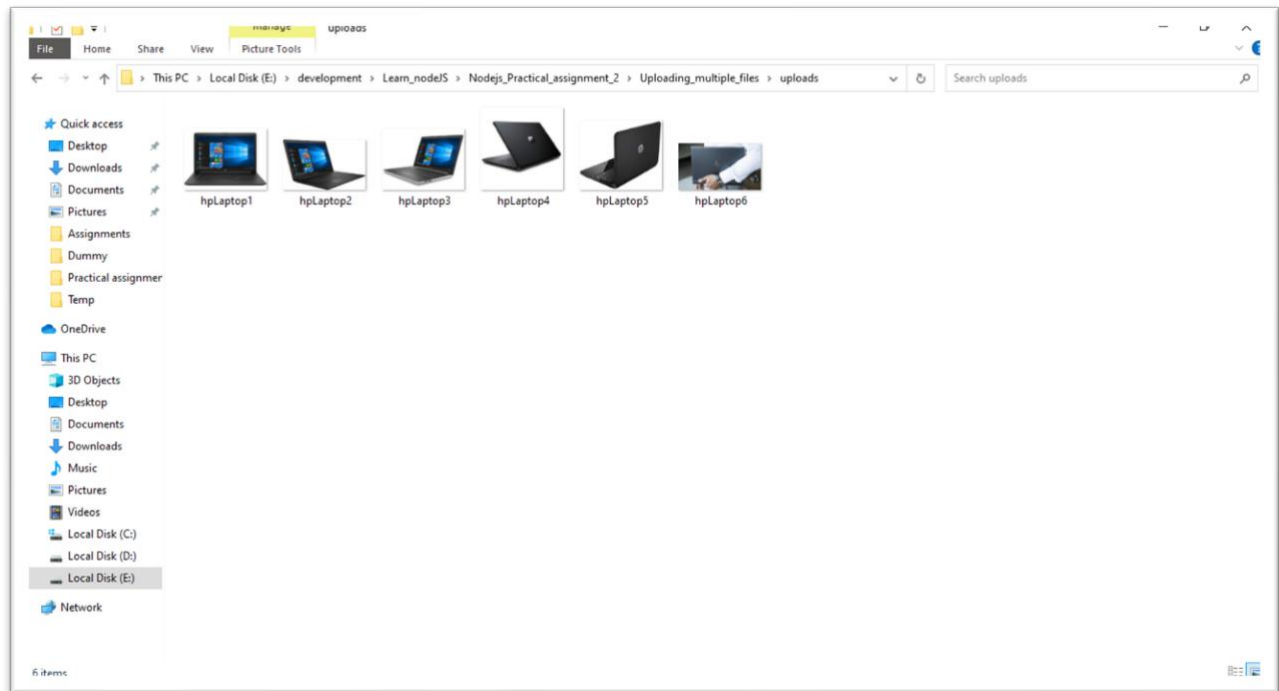 manage uploads
File Home Share View Picture Tools
This PC > Local Disk (E:) > development > Learn_nodeJS > Nodejs_Practical_assignment_2 > Uploading_multiple_files > uploads Search uploads
Quick access
Desktop
Downloads
Documents
Pictures
Assignments
Dummy
Practical assignmer
Temp
OneDrive
This PC
3D Objects
Desktop
Documents
Downloads
Music
Pictures
Videos
Local Disk (C:)
Local Disk (D:)
Local Disk (E:)
Network
hpLaptop1 hpLaptop2 hpLaptop3 hpLaptop4 hpLaptop5 hpLaptop6
6 items